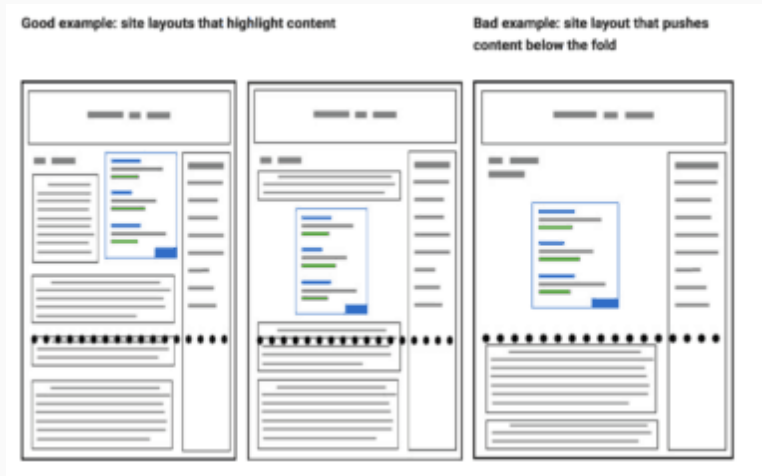 Good example: site layouts that highlight content
Bad example: site layout that pushes
content below the fold